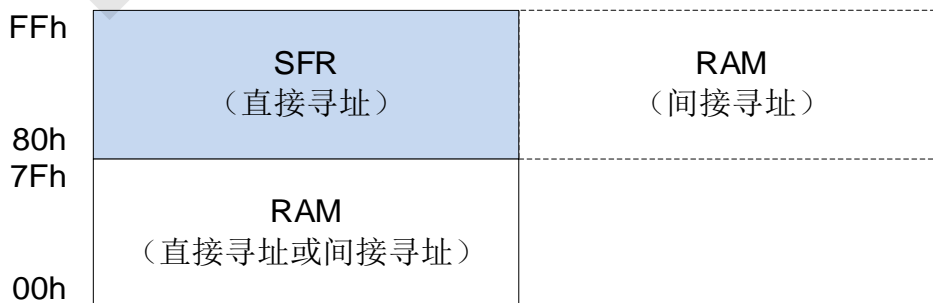 FFh
SFR
（直接寻址）
RAM
（间接寻址）
80h
7Fh
RAM
（直接寻址或间接寻址）
00h